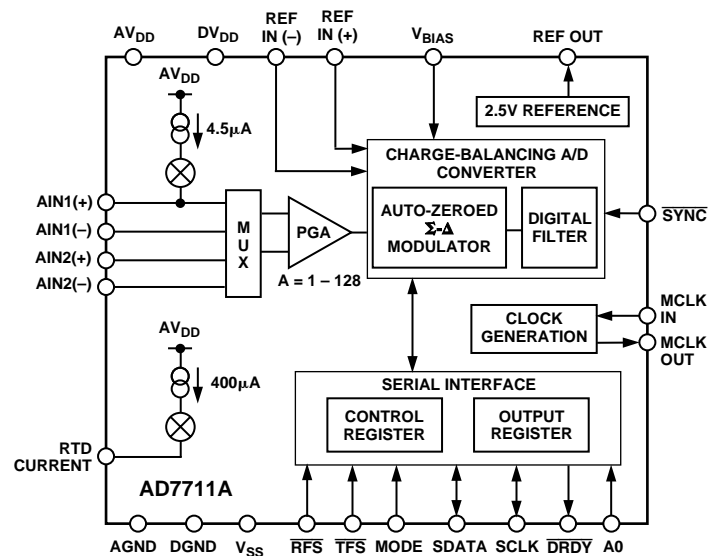 AVDD
DVDD
REF
IN (–)
REF
IN (+)
VBIAS
REF OUT
AVDD
4.5µA
2.5V REFERENCE
CHARGE-BALANCING A/D
CONVERTER
AUTO-ZEROED
Σ-Δ
MODULATOR
DIGITAL
FILTER
AIN1(+)
AIN1(–)
AIN2(+)
AIN2(–)
M
U
X
PGA
A = 1 – 128
SYNC
CLOCK
GENERATION
MCLK
IN
MCLK
OUT
AVDD
400µA
RTD
CURRENT
SERIAL INTERFACE
CONTROL
REGISTER
OUTPUT
REGISTER
AD7711A
AGND
DGND
VSS
RFS
TFS
MODE
SDATA
SCLK
DRDY
A0